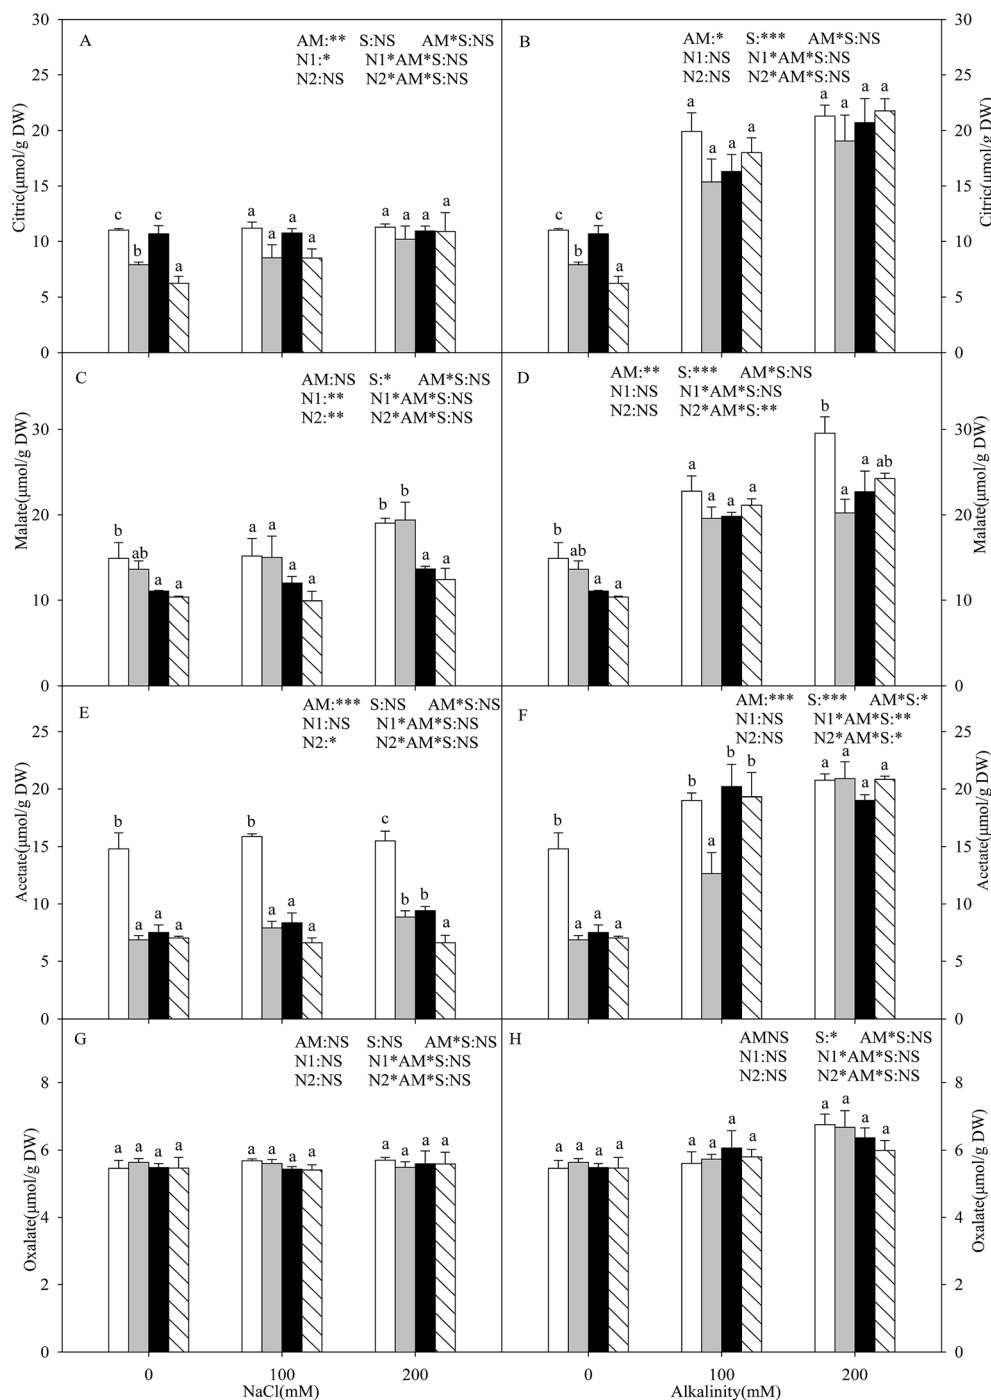 A
AM:** S:NS AM*S:NS
N1:* N1*AM*S:NS
N2:NS N2*AM*S:NS
Citric(μmol/g DW)
30
25
20
15
10
5
0
c b c a
a a a a
a a a a
B
AM:* S:*** AM*S:NS
N1:NS N1*AM*S:NS
N2:NS N2*AM*S:NS
c b c a
a a a a
a a a a
30
25
20
15
10
5
0
Citric(μmol/g DW)
C
AM:NS S:* AM*S:NS
N1:** N1*AM*S:NS
N2:** N2*AM*S:NS
Malate(μmol/g DW)
30
20
10
0
b ab a a
a a a a
b b a a
D
AM:** S:*** AM*S:NS
N1:NS N1*AM*S:NS
N2:NS N2*AM*S:**
b ab a a
a a a a
b a a ab
30
20
10
0
Malate(μmol/g DW)
E
AM:*** S:NS AM*S:NS
N1:NS N1*AM*S:NS
N2:* N2*AM*S:NS
Acetate(μmol/g DW)
25
20
15
10
5
0
b a a a
b a a a
c b b a
F
AM:*** S:*** AM*S:*
N1:NS N1*AM*S:**
N2:NS N2*AM*S:*
b a a a
b a b b
a a a a
25
20
15
10
5
0
Acetate(μmol/g DW)
G
AM:NS S:NS AM*S:NS
N1:NS N1*AM*S:NS
N2:NS N2*AM*S:NS
Oxalate(μmol/g DW)
8
6
4
2
0
a a a a
a a a a
a a a a
0 100 200
NaCl(mM)
H
AMNS S:* AM*S:NS
N1:NS N1*AM*S:NS
N2:NS N2*AM*S:NS
a a a a
a a a a
a a a a
8
6
4
2
0
Oxalate(μmol/g DW)
0 100 200
Alkalinity(mM)